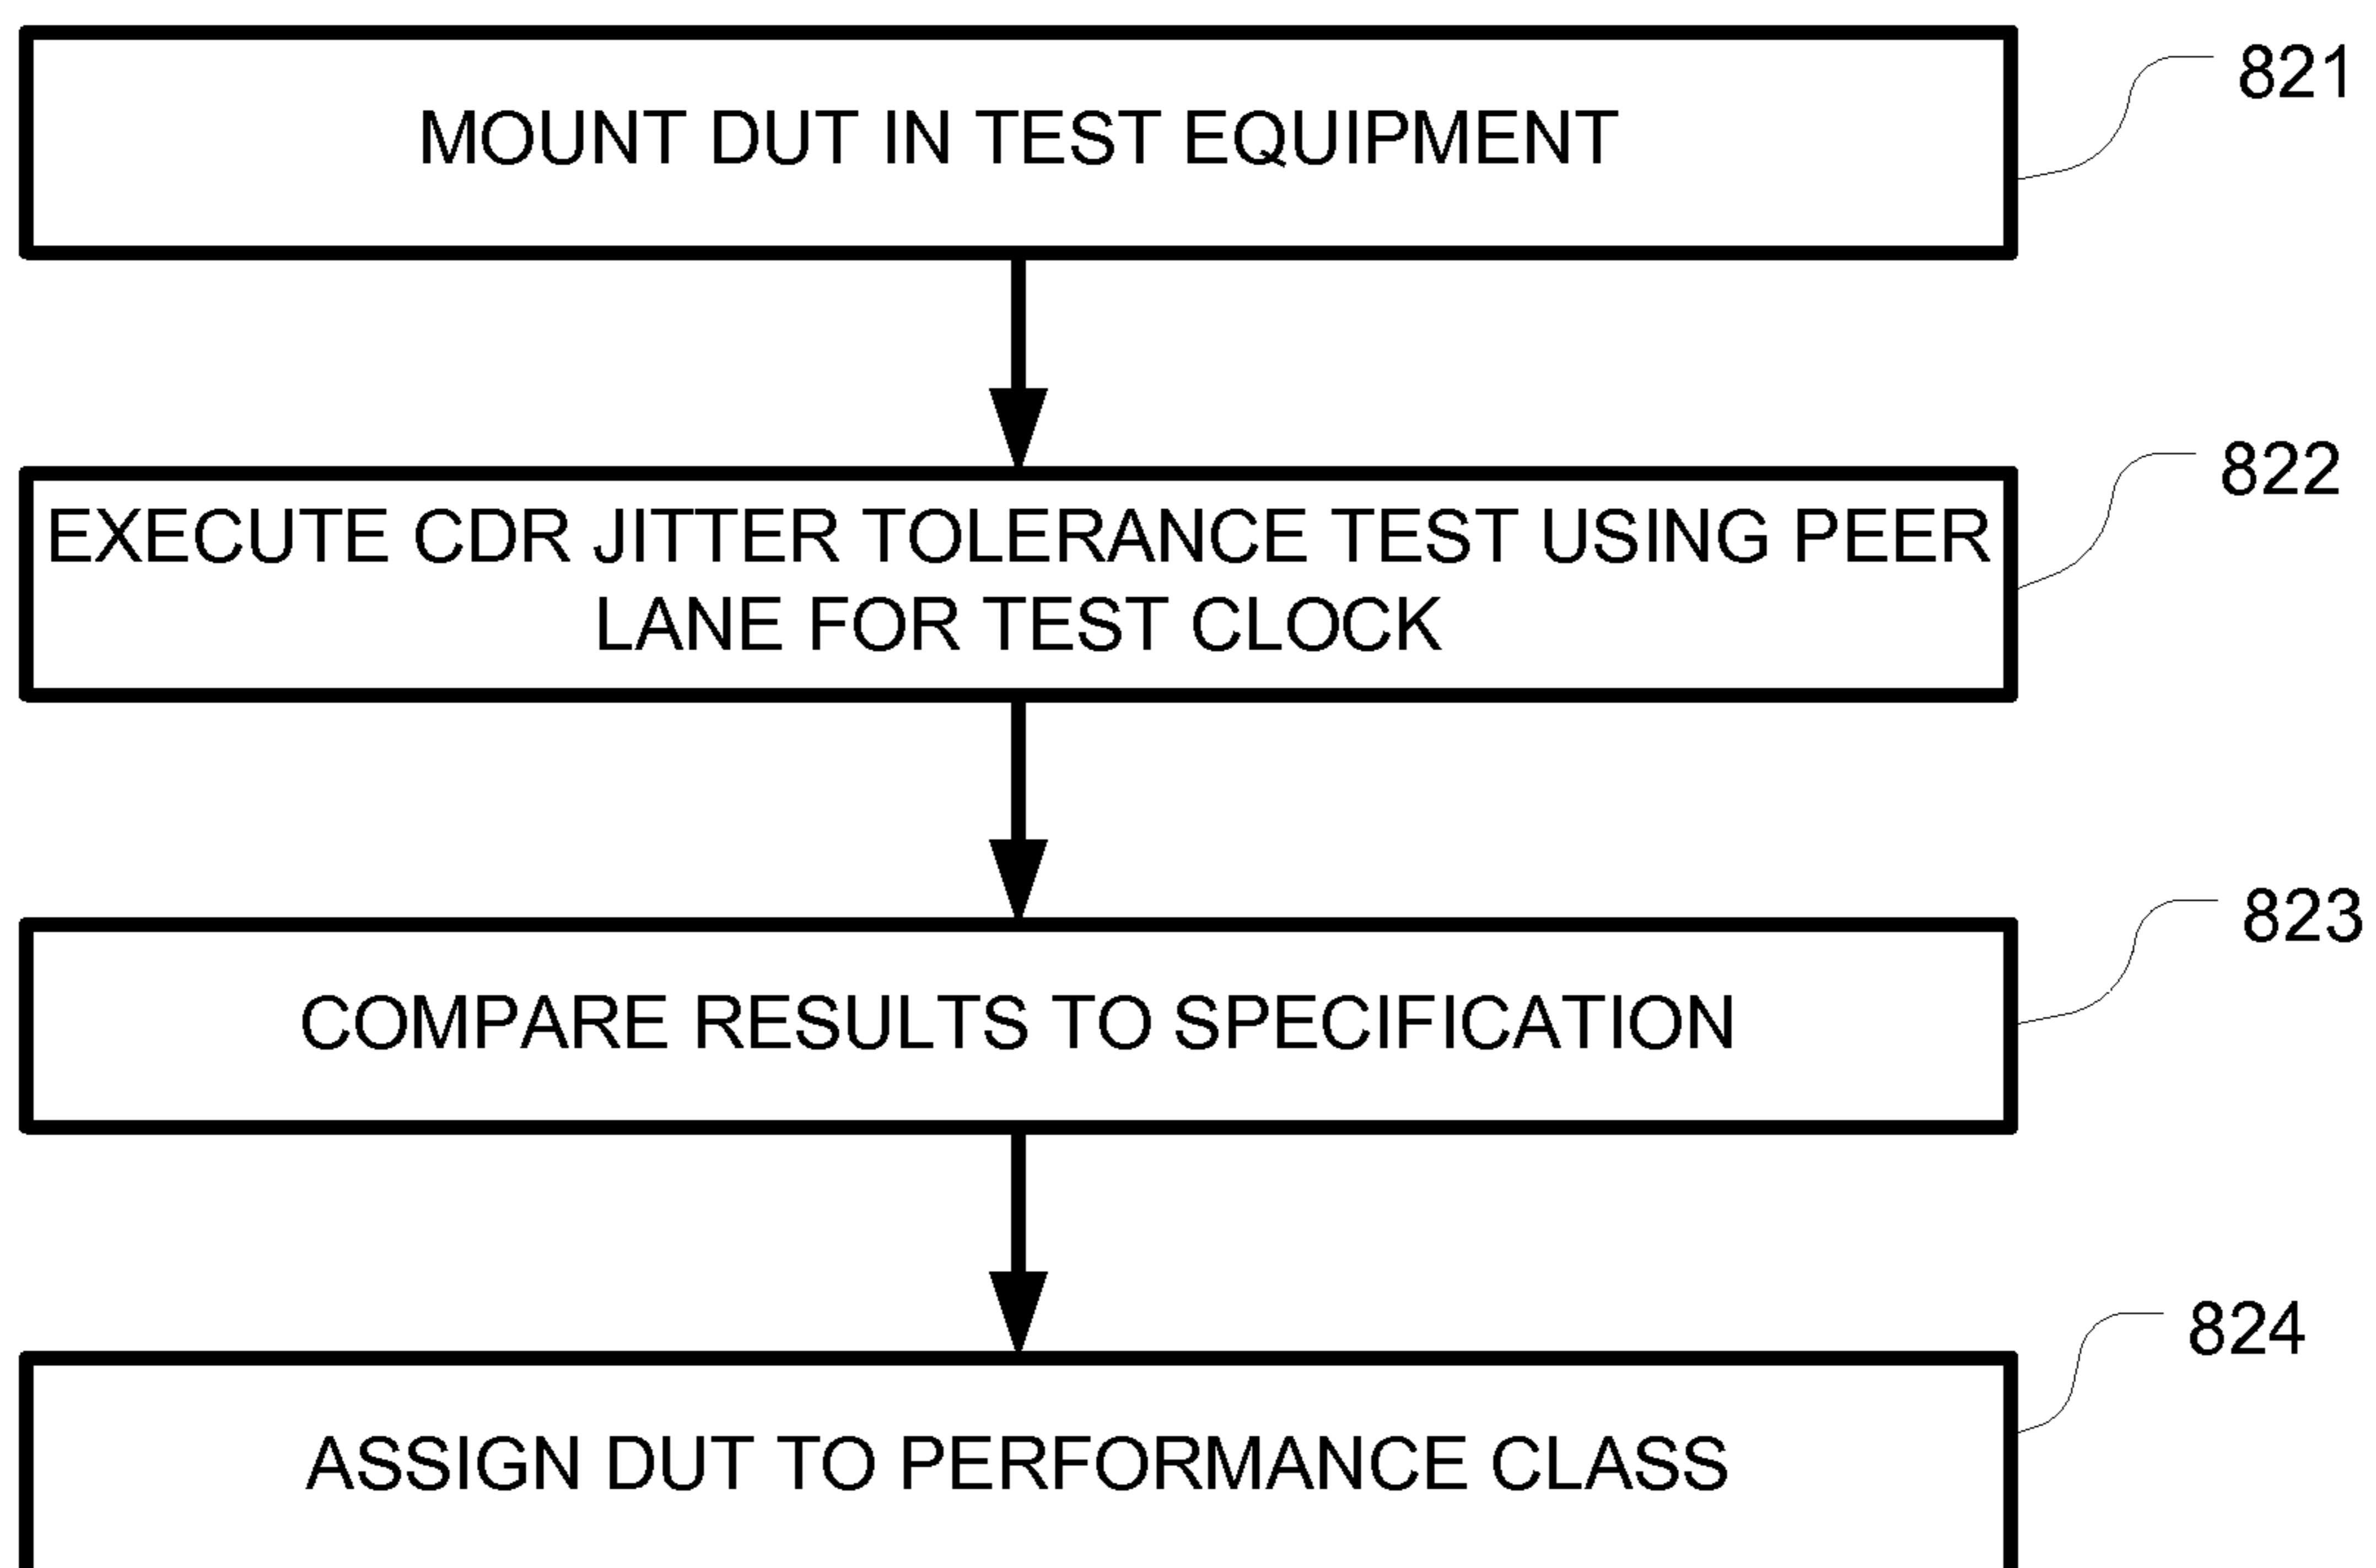 MOUNT DUT IN TEST EQUIPMENT
821
EXECUTE CDR JITTER TOLERANCE TEST USING PEER
LANE FOR TEST CLOCK
822
COMPARE RESULTS TO SPECIFICATION
823
ASSIGN DUT TO PERFORMANCE CLASS
824